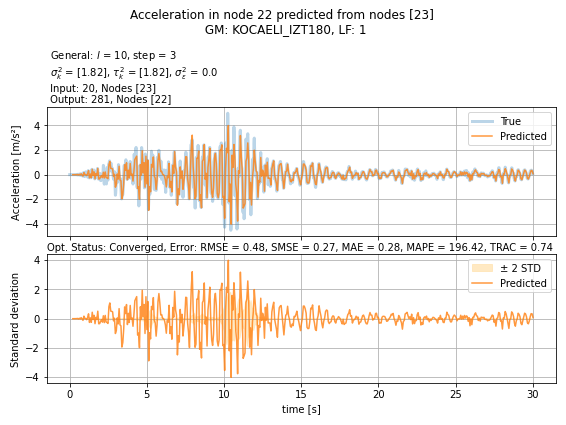 Acceleration in node 22 predicted from nodes [23]
GM: KOCAELI_IZT180, LF: 1
General: l = 10, step = 3
σ²ₖ = [1.82], τ²ₖ = [1.82], σ²ε = 0.0
Input: 20, Nodes [23]
Output: 281, Nodes [22]
Acceleration [m/s²]
4
2
0
−2
−4
True
Predicted
Opt. Status: Converged, Error: RMSE = 0.48, SMSE = 0.27, MAE = 0.28, MAPE = 196.42, TRAC = 0.74
Standard deviation
4
2
0
−2
−4
± 2 STD
Predicted
0 5 10 15 20 25 30
time [s]